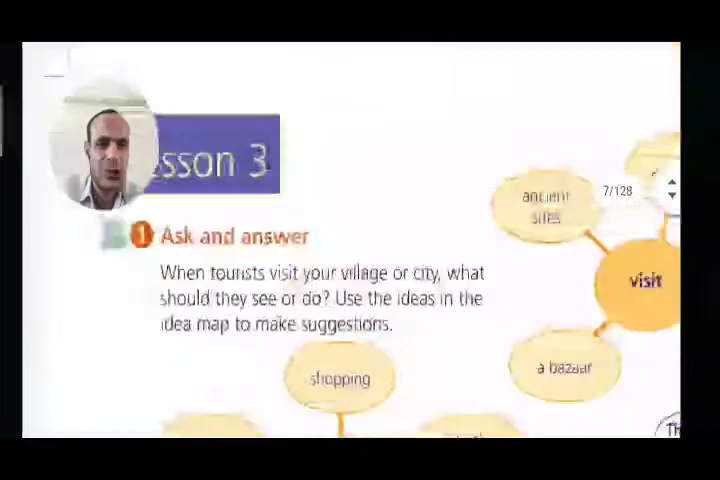 esson 3
1 Ask and answer
When tourists visit your village or city, what
should they see or do? Use the ideas in the
idea map to make suggestions.
ancient
sites
7/128
visit
a bazaar
shopping
Th